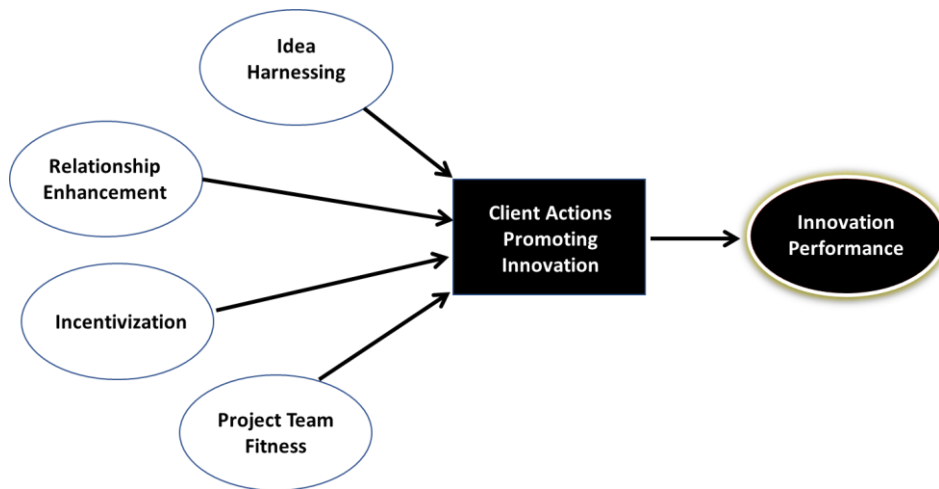 Idea
Harnessing
Relationship
Enhancement
Client Actions
Promoting
Innovation
Innovation
Performance
Incentivization
Project Team
Fitness